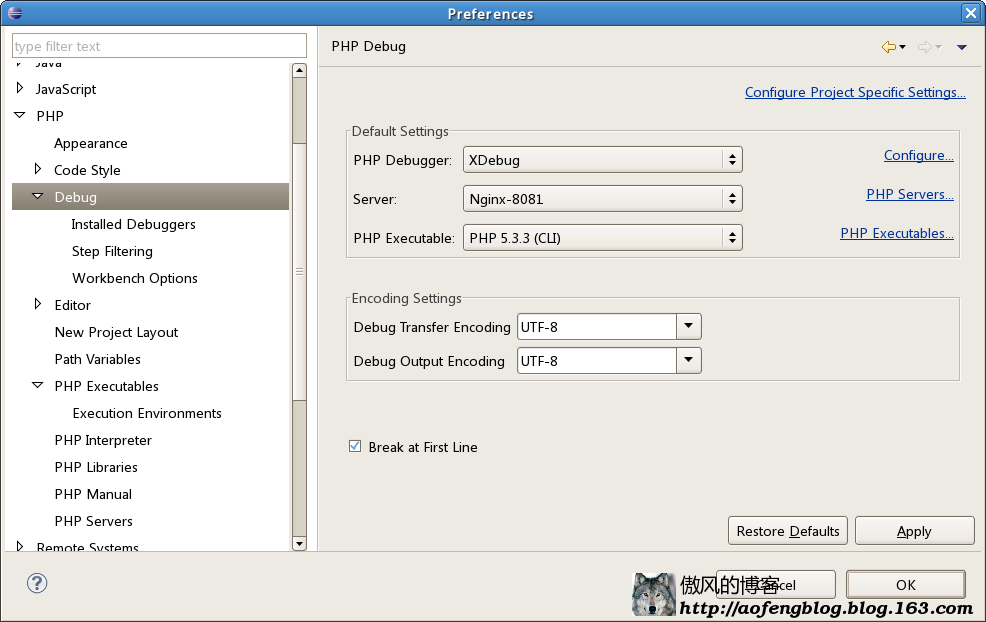 Preferences
type filter text
Java
JavaScript
PHP
Appearance
Code Style
Debug
Installed Debuggers
Step Filtering
Workbench Options
Editor
New Project Layout
Path Variables
PHP Executables
Execution Environments
PHP Interpreter
PHP Libraries
PHP Manual
PHP Servers
Remote Systems
PHP Debug
Configure Project Specific Settings...
Default Settings
PHP Debugger: XDebug Configure...
Server: Nginx-8081 PHP Servers...
PHP Executable: PHP 5.3.3 (CLI) PHP Executables...
Encoding Settings
Debug Transfer Encoding UTF-8
Debug Output Encoding UTF-8
Break at First Line
Restore Defaults Apply
Cancel OK
傲风的博客
http://aofengblog.blog.163.com